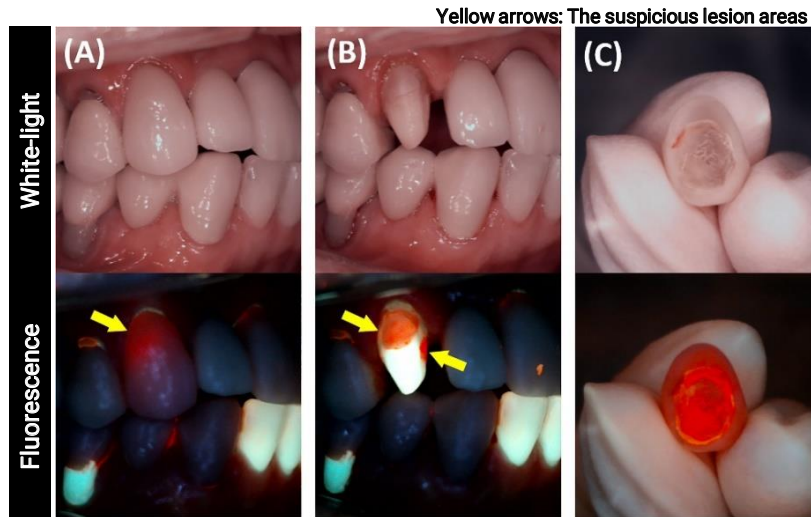 Yellow arrows: The suspicious lesion areas
(A)
(B)
(C)
White-light
Fluorescence